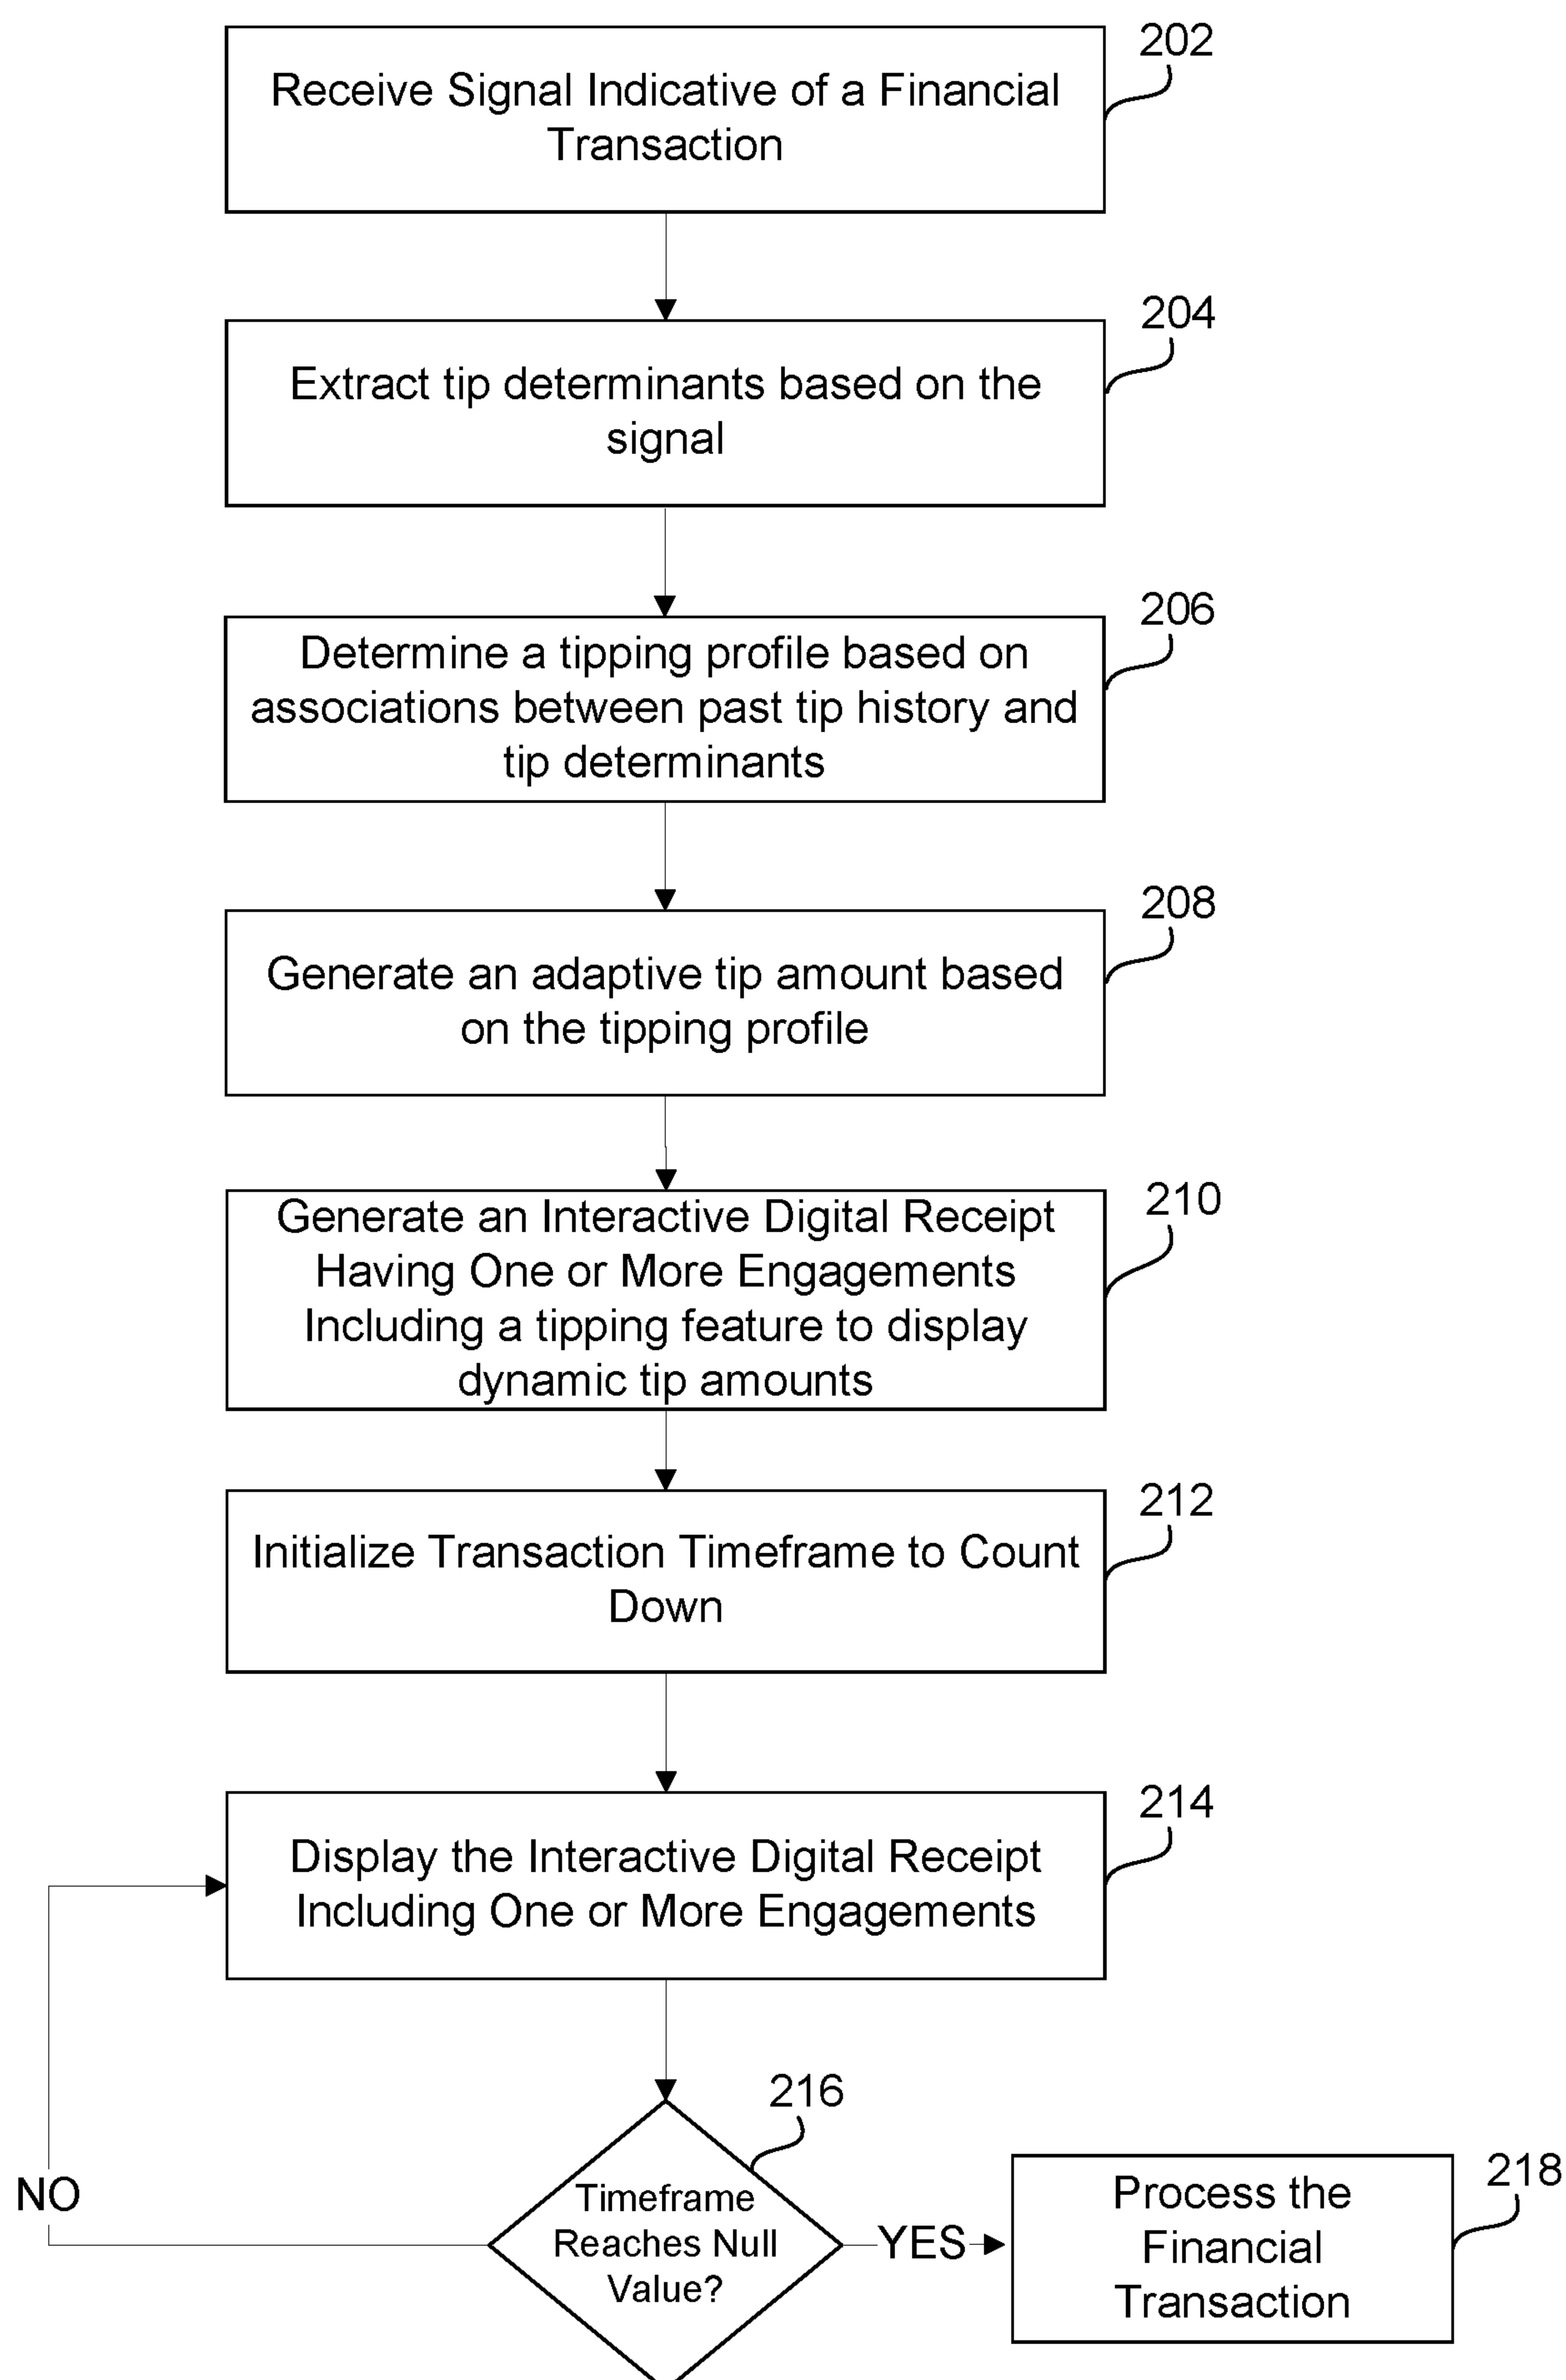 202
Receive Signal Indicative of a Financial
Transaction
204
Extract tip determinants based on the
signal
206
Determine a tipping profile based on
associations between past tip history and
tip determinants
208
Generate an adaptive tip amount based
on the tipping profile
210
Generate an Interactive Digital Receipt
Having One or More Engagements
Including a tipping feature to display
dynamic tip amounts
212
Initialize Transaction Timeframe to Count
Down
214
Display the Interactive Digital Receipt
Including One or More Engagements
216
Timeframe
Reaches Null
Value?
NO
YES
218
Process the
Financial
Transaction